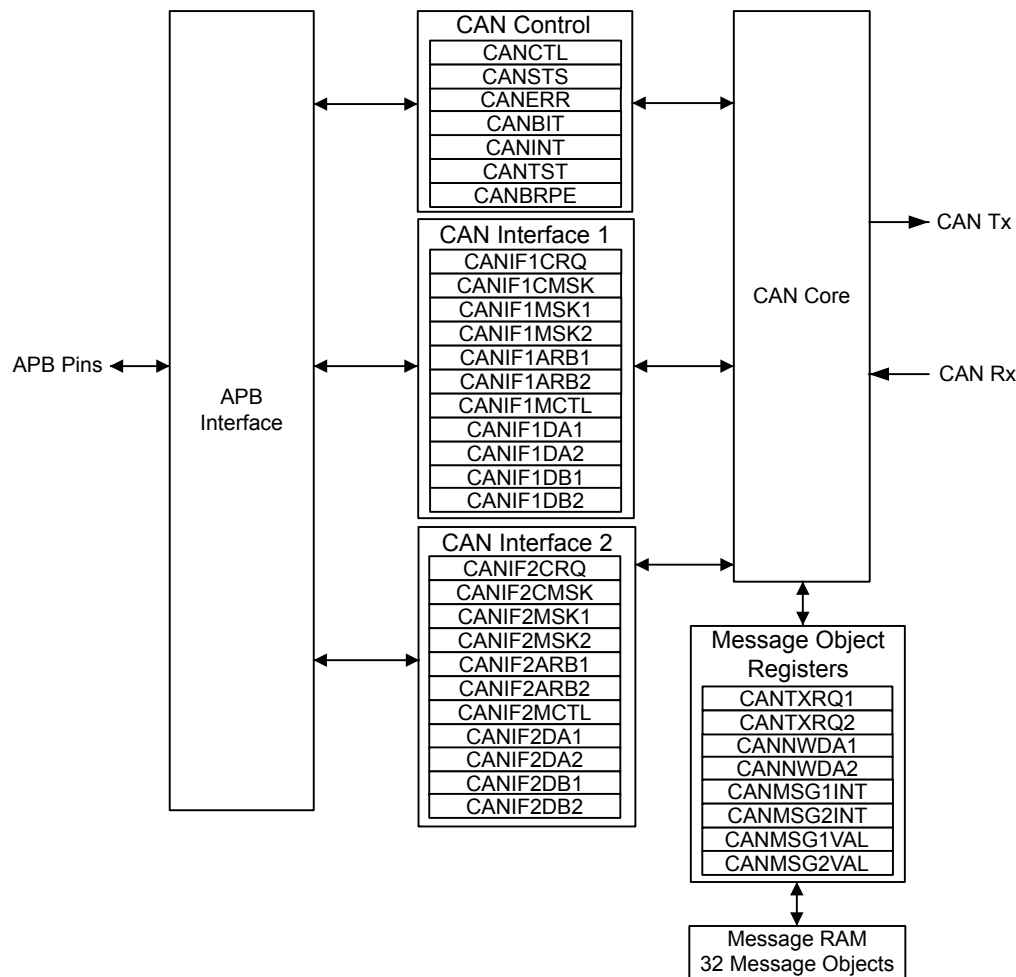 CAN Control
CANCTL
CANSTS
CANERR
CANBIT
CANINT
CANTST
CANBRPE
CAN Interface 1
CANIF1CRQ
CANIF1CMSK
CANIF1MSK1
CANIF1MSK2
CANIF1ARB1
CANIF1ARB2
CANIF1MCTL
CANIF1DA1
CANIF1DA2
CANIF1DB1
CANIF1DB2
CAN Interface 2
CANIF2CRQ
CANIF2CMSK
CANIF2MSK1
CANIF2MSK2
CANIF2ARB1
CANIF2ARB2
CANIF2MCTL
CANIF2DA1
CANIF2DA2
CANIF2DB1
CANIF2DB2
APB Pins
APB
Interface
CAN Core
CAN Tx
CAN Rx
Message Object
Registers
CANTXRQ1
CANTXRQ2
CANNWDA1
CANNWDA2
CANMSG1INT
CANMSG2INT
CANMSG1VAL
CANMSG2VAL
Message RAM
32 Message Objects